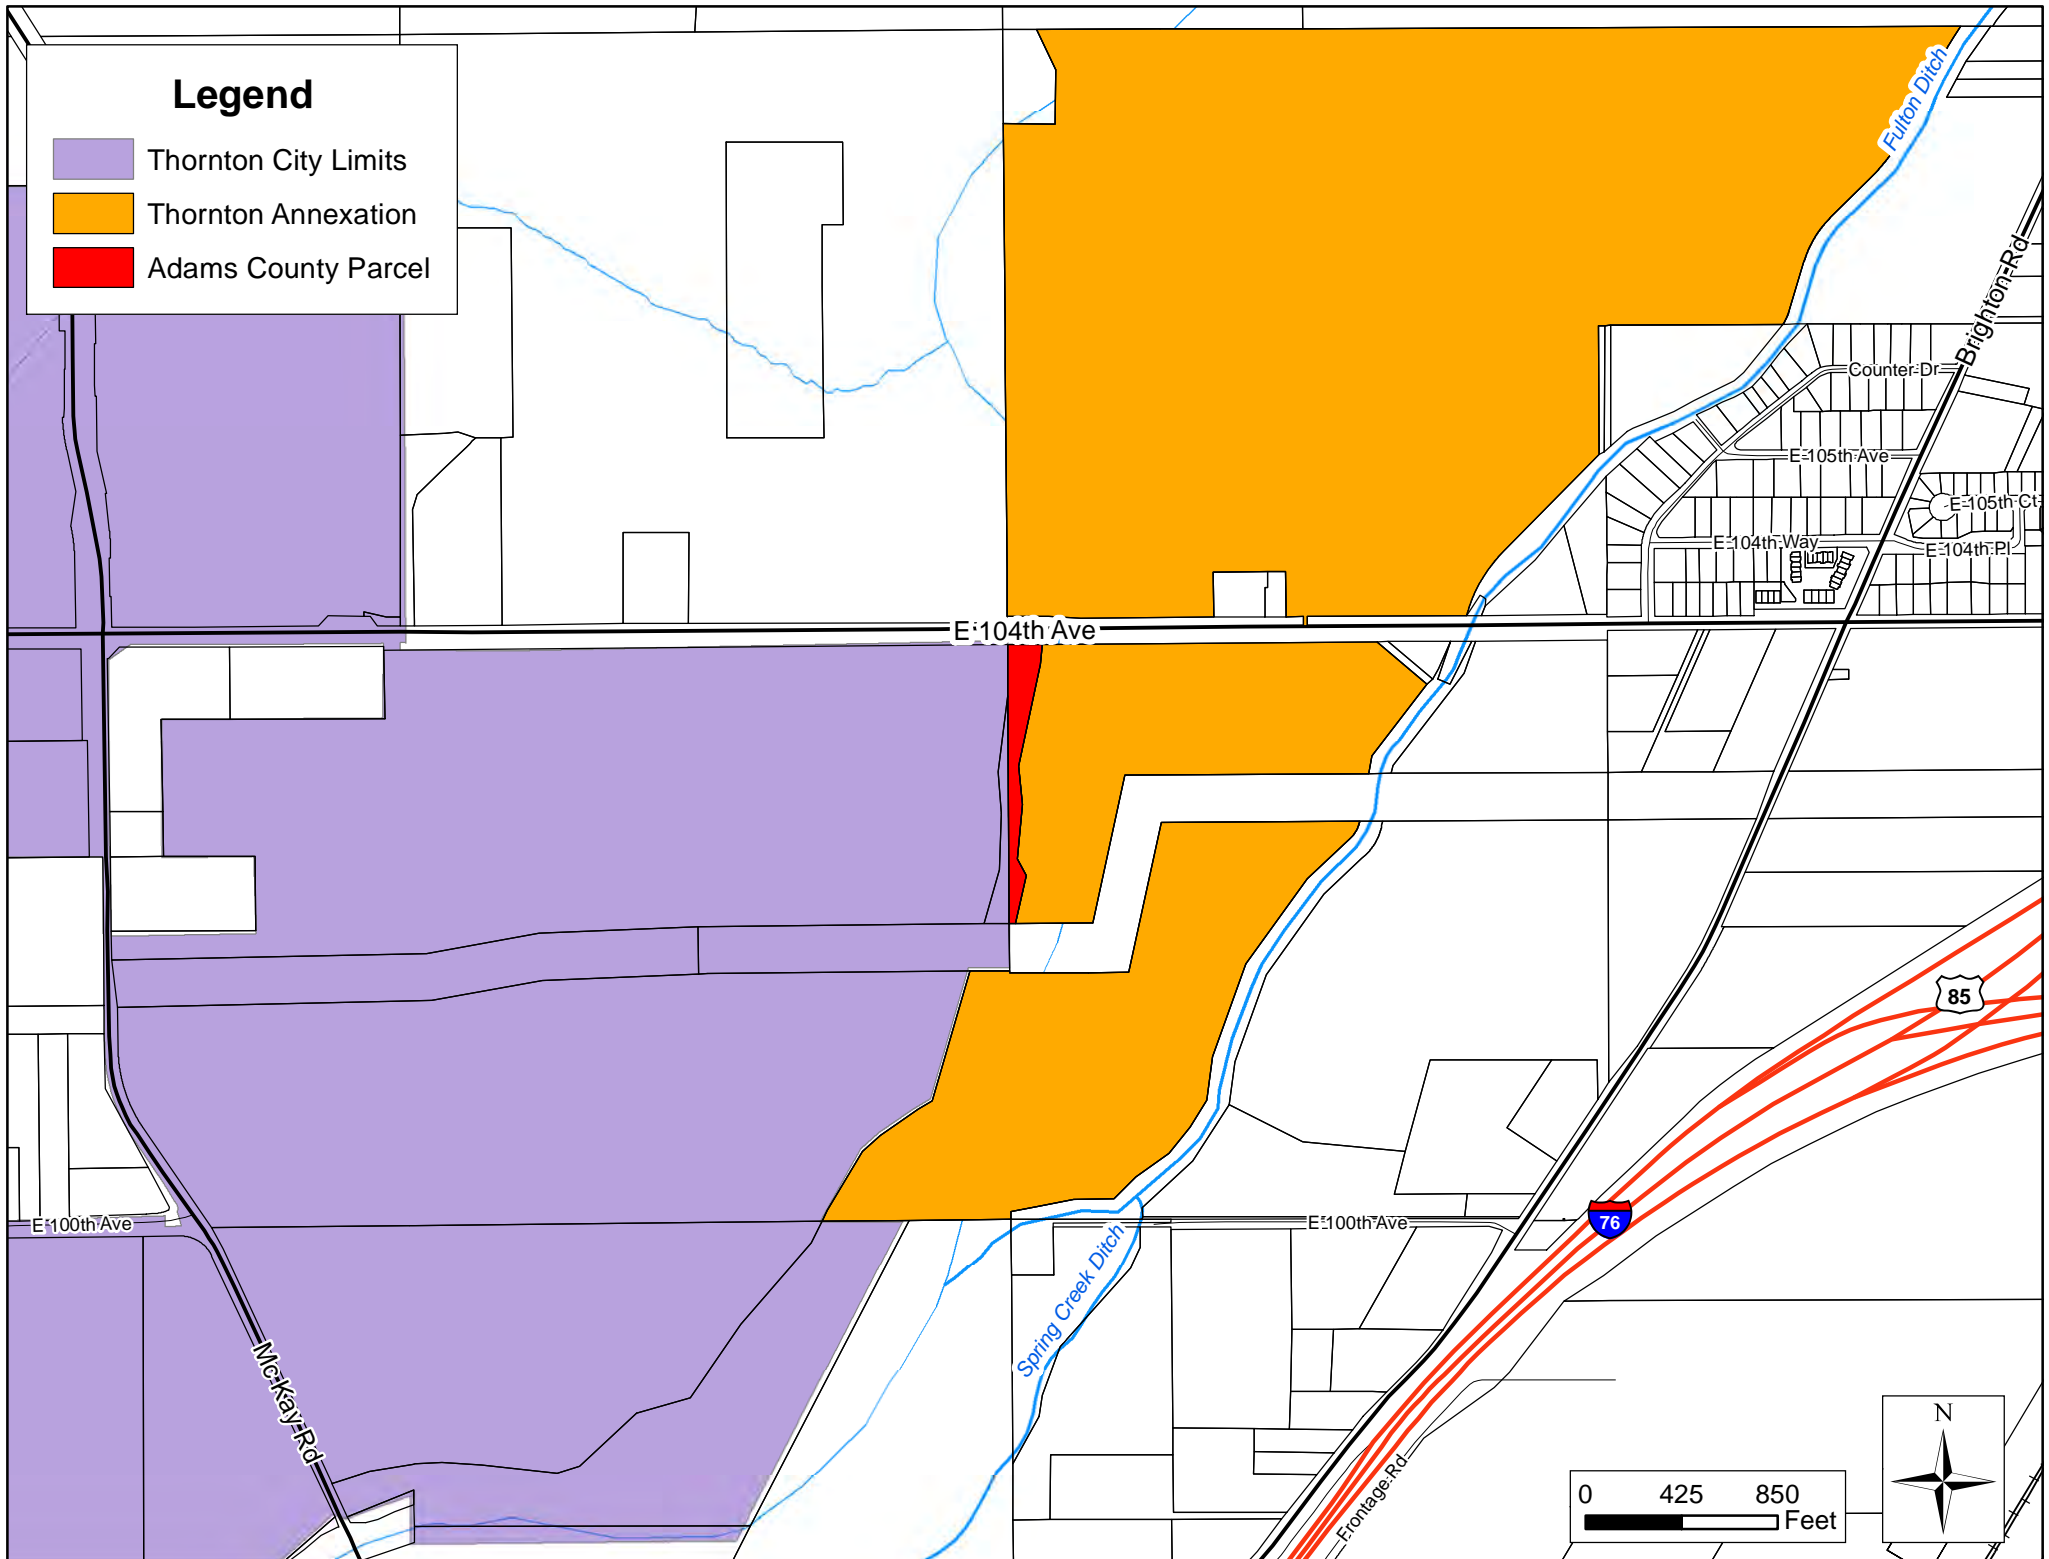 Legend
Thornton City Limits
Thornton Annexation
Adams County Parcel
Fulton Ditch
Brighton Rd
Counter Dr
E 105th Ave
E 105th Ct
E 104th Way
E 104th Pl
E 104th Ave
85
E 100th Ave
E 100th Ave
76
Spring Creek Ditch
Mc Kay Rd
Frontage Rd
N
0 425 850
Feet